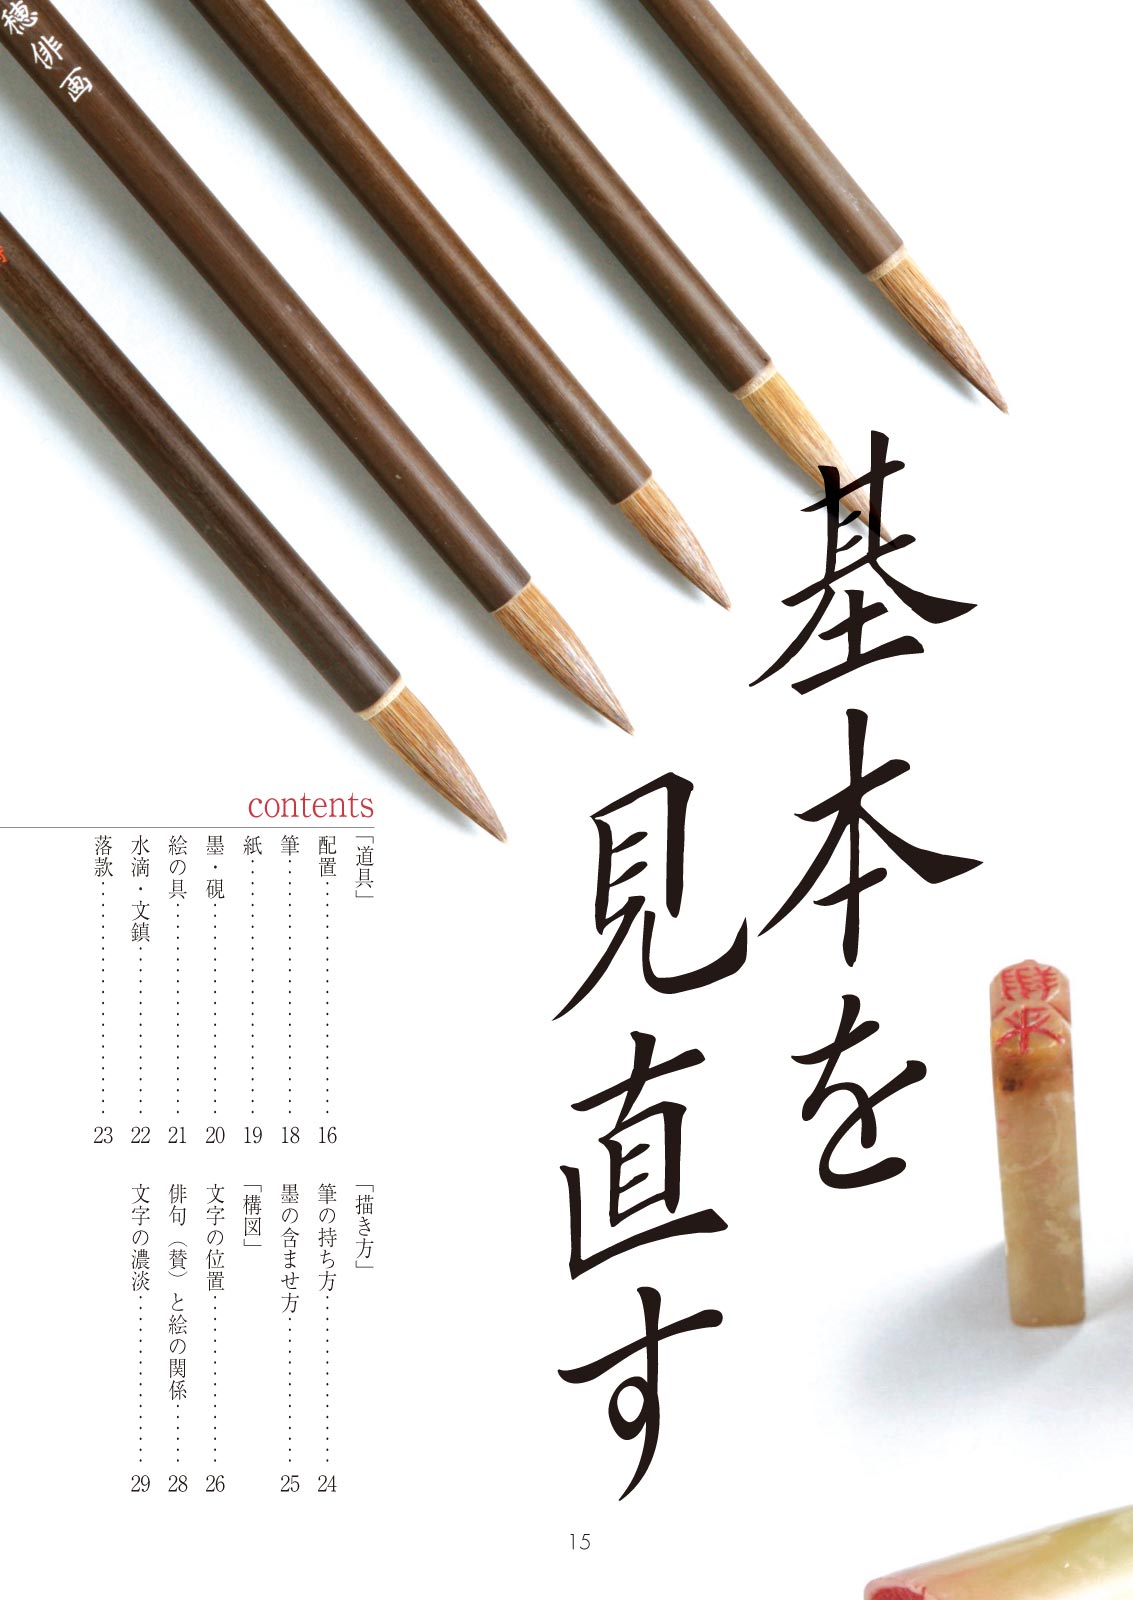 穂俳画
基本を
見直す
contents
「道具」
配置 16
筆 18
紙 19
墨・硯 20
絵の具 21
水滴・文鎮 22
落款 23
「描き方」
筆の持ち方 24
墨の含ませ方 25
「構図」
文字の位置 26
俳句（賛）と絵の関係 28
文字の濃淡 29
15